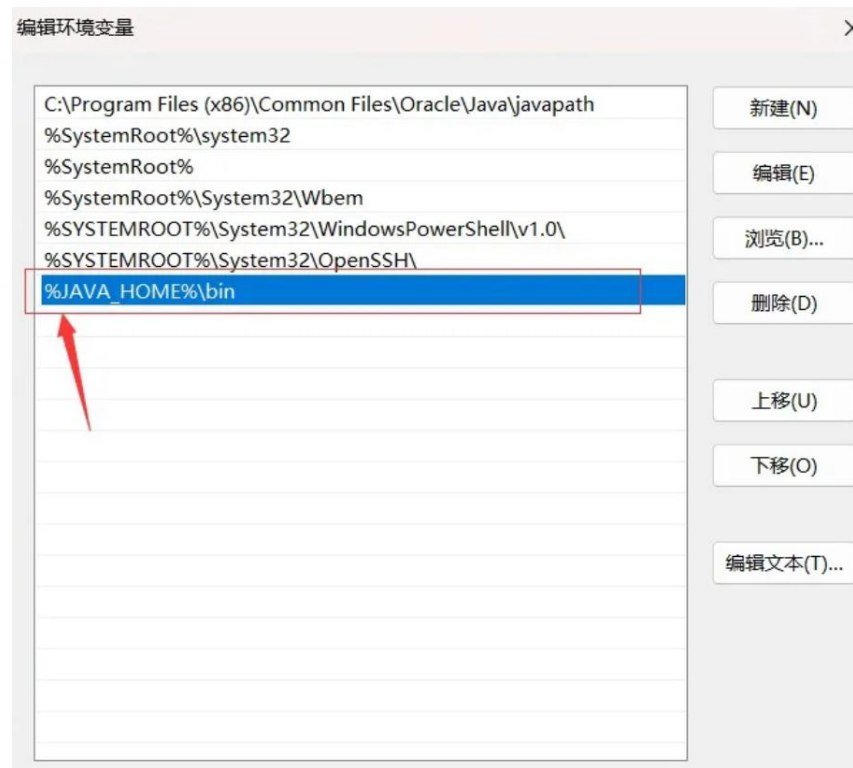 编辑环境变量
C:\Program Files (x86)\Common Files\Oracle\Java\javapath
%SystemRoot%\system32
%SystemRoot%
%SystemRoot%\System32\Wbem
%SYSTEMROOT%\System32\WindowsPowerShell\v1.0\
%SYSTEMROOT%\System32\OpenSSH\
%JAVA_HOME%\bin
新建(N)
编辑(E)
浏览(B)...
删除(D)
上移(U)
下移(O)
编辑文本(T)...